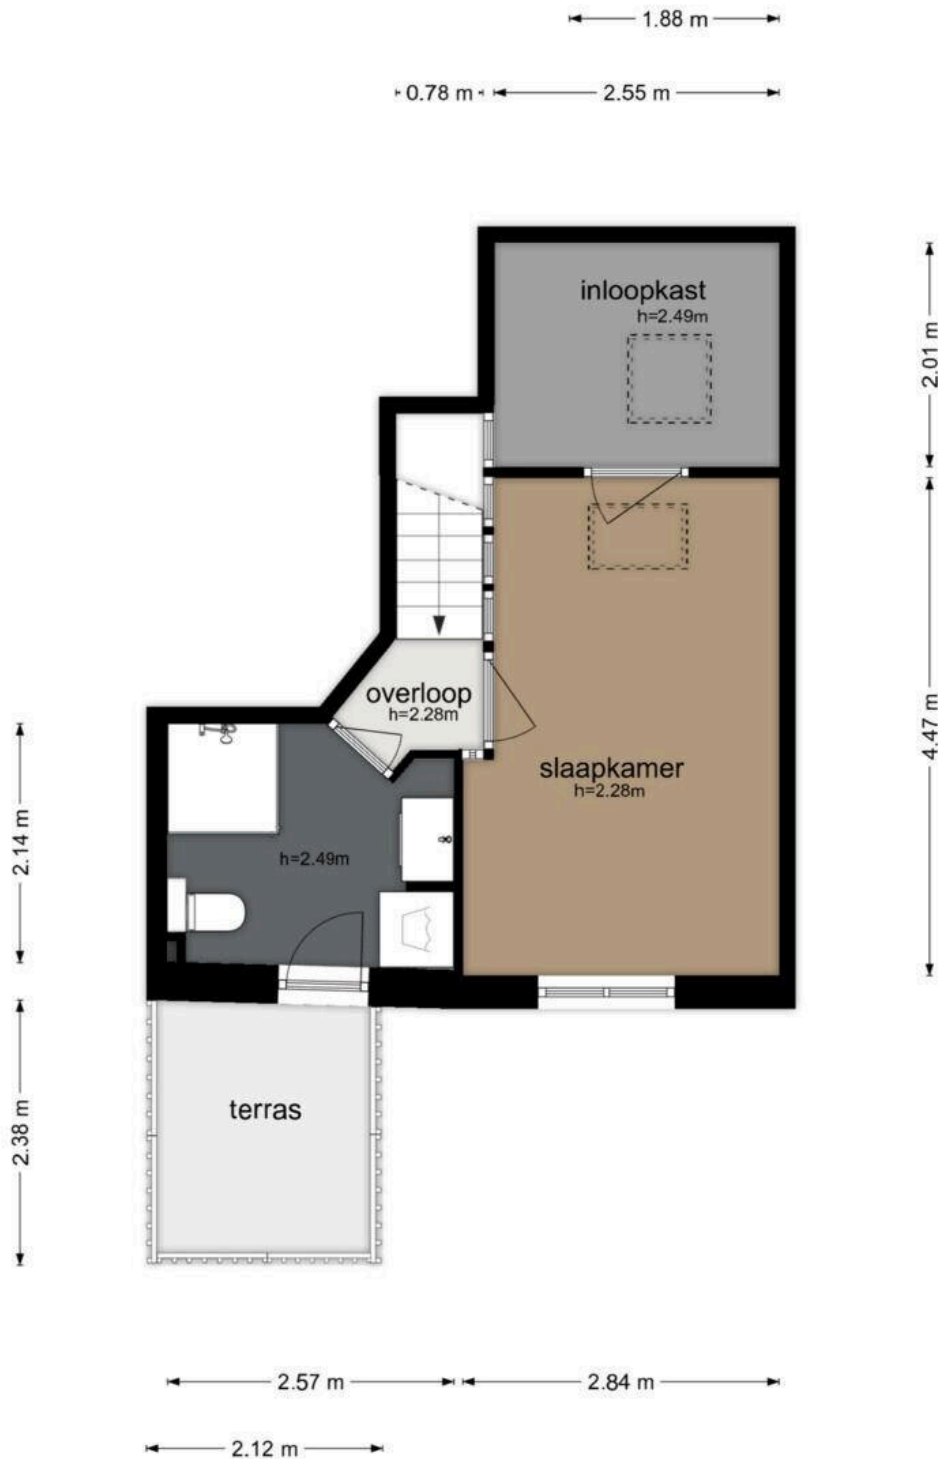 1.88 m
0.78 m
2.55 m
inloopkast
h=2.49m
2.01 m
overloop
h=2.28m
slaapkamer
h=2.28m
4.47 m
2.14 m
h=2.49m
terras
2.38 m
2.57 m
2.84 m
2.12 m